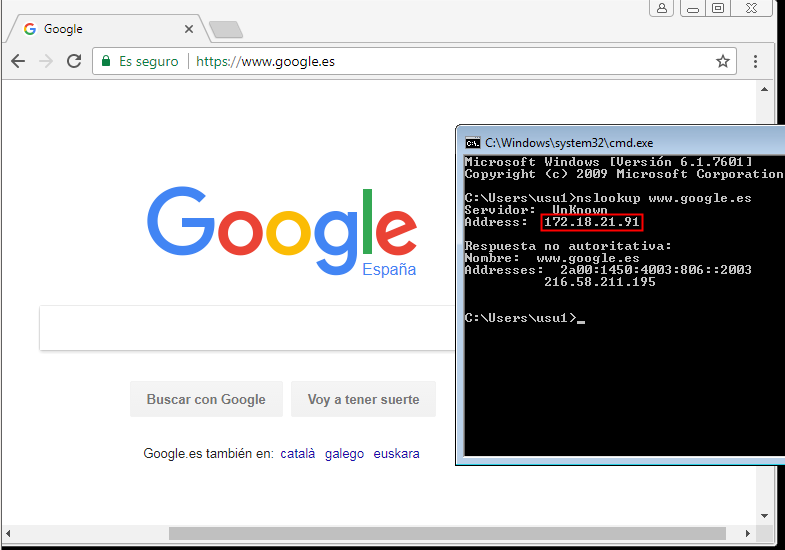 Google
Es seguro https://www.google.es
Google
España
Buscar con Google Voy a tener suerte
Google.es también en: català galego euskara
C:\Windows\system32\cmd.exe
Microsoft Windows [Versión 6.1.7601]
Copyright (c) 2009 Microsoft Corporation
C:\Users\usu1>nslookup www.google.es
Servidor: UnKnown
Address: 172.18.21.91
Respuesta no autoritativa:
Nombre: www.google.es
Addresses: 2a00:1450:4003:806::2003
216.58.211.195
C:\Users\usu1>_